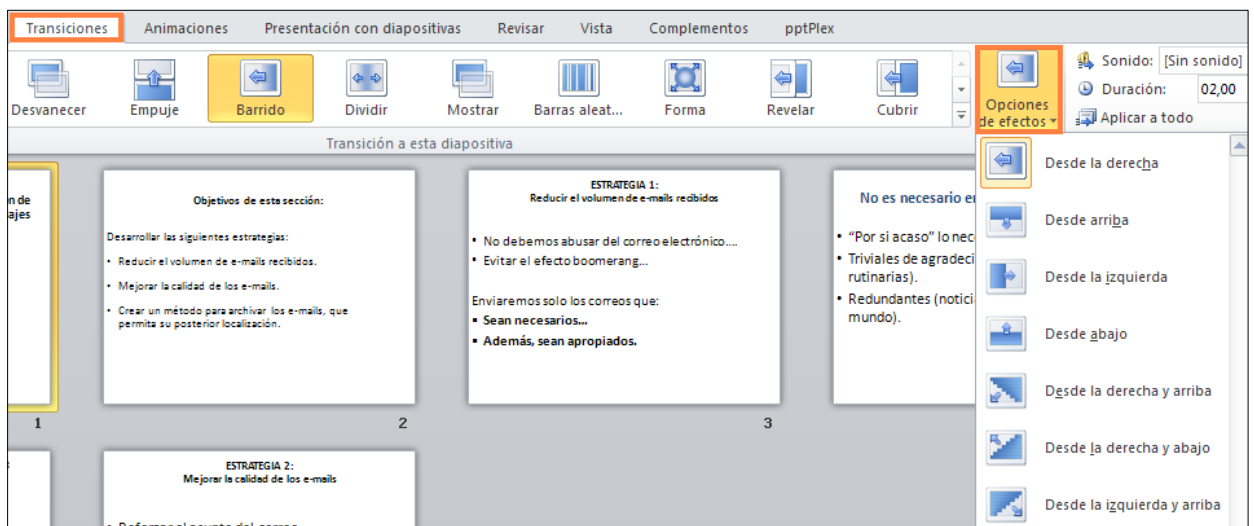 Transiciones Animaciones Presentación con diapositivas Revisar Vista Complementos pptPlex
Desvanecer Empuje Barrido Dividir Mostrar Barras aleat... Forma Revelar Cubrir
Opciones de efectos
Sonido: [Sin sonido]
Duración: 02,00
Aplicar a todo
Transición a esta diapositiva
n de
ajes
1
Objetivos de esta sección:
Desarrollar las siguientes estrategias:
• Reducir el volumen de e-mails recibidos.
• Mejorar la calidad de los e-mails.
• Crear un método para archivar los e-mails, que
permita su posterior localización.
2
ESTRATEGIA 1:
Reducir el volumen de e-mails recibidos
• No debemos abusar del correo electrónico....
• Evitar el efecto boomerang...
Enviaremos solo los correos que:
▪ Sean necesarios...
▪ Además, sean apropiados.
3
No es necesario en
• "Por si acaso" lo nec
• Triviales de agradeci
rutinarias).
• Redundantes (notici
mundo).
ESTRATEGIA 2:
Mejorar la calidad de los e-mails
Desde la derecha
Desde arriba
Desde la izquierda
Desde abajo
Desde la derecha y arriba
Desde la derecha y abajo
Desde la izquierda y arriba